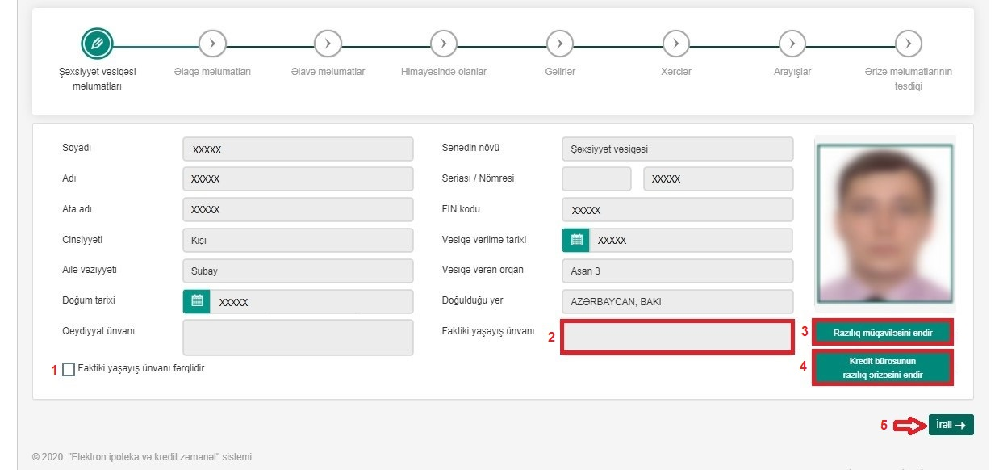 Şəxsiyyət vəsiqəsi
məlumatları
Əlaqə məlumatları
Əlavə məlumatlar
Himayəsində olanlar
Gəlirlər
Xərclər
Arayışlar
Ərizə məlumatlarının
təsdiqi
Soyadı
XXXXX
Sənədin növü
Şəxsiyyət vəsiqəsi
Adı
XXXXX
Seriası / Nömrəsi
XXXXX
Ata adı
XXXXX
FİN kodu
XXXXX
Cinsiyyəti
Kişi
Vəsiqə verilmə tarixi
XXXXX
Ailə vəziyyəti
Subay
Vəsiqə verən orqan
Asan 3
Doğum tarixi
XXXXX
Doğulduğu yer
AZƏRBAYCAN, BAKI
Qeydiyyat ünvanı
Faktiki yaşayış ünvanı
2
3
Razılıq müqaviləsini endir
1
Faktiki yaşayış ünvanı fərqlidir
4
Kredit bürosunun
razılıq ərizəsini endir
5
İrəli
© 2020. "Elektron ipoteka və kredit zəmanət" sistemi